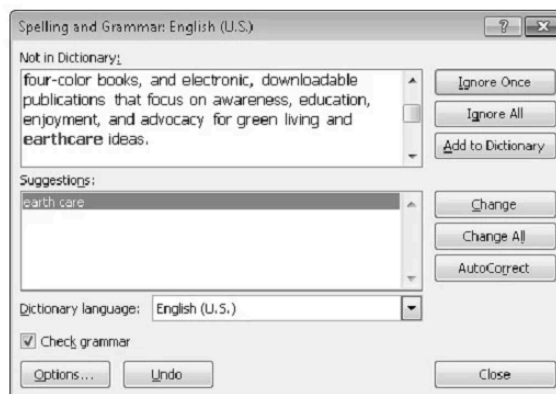 Spelling and Grammar: English (U.S.)
Not in Dictionary:
four-color books, and electronic, downloadable
publications that focus on awareness, education,
enjoyment, and advocacy for green living and
earthcare ideas.
Ignore Once
Ignore All
Add to Dictionary
Suggestions:
earth care
Change
Change All
AutoCorrect
Dictionary language: English (U.S.)
Check grammar
Options... Undo Close